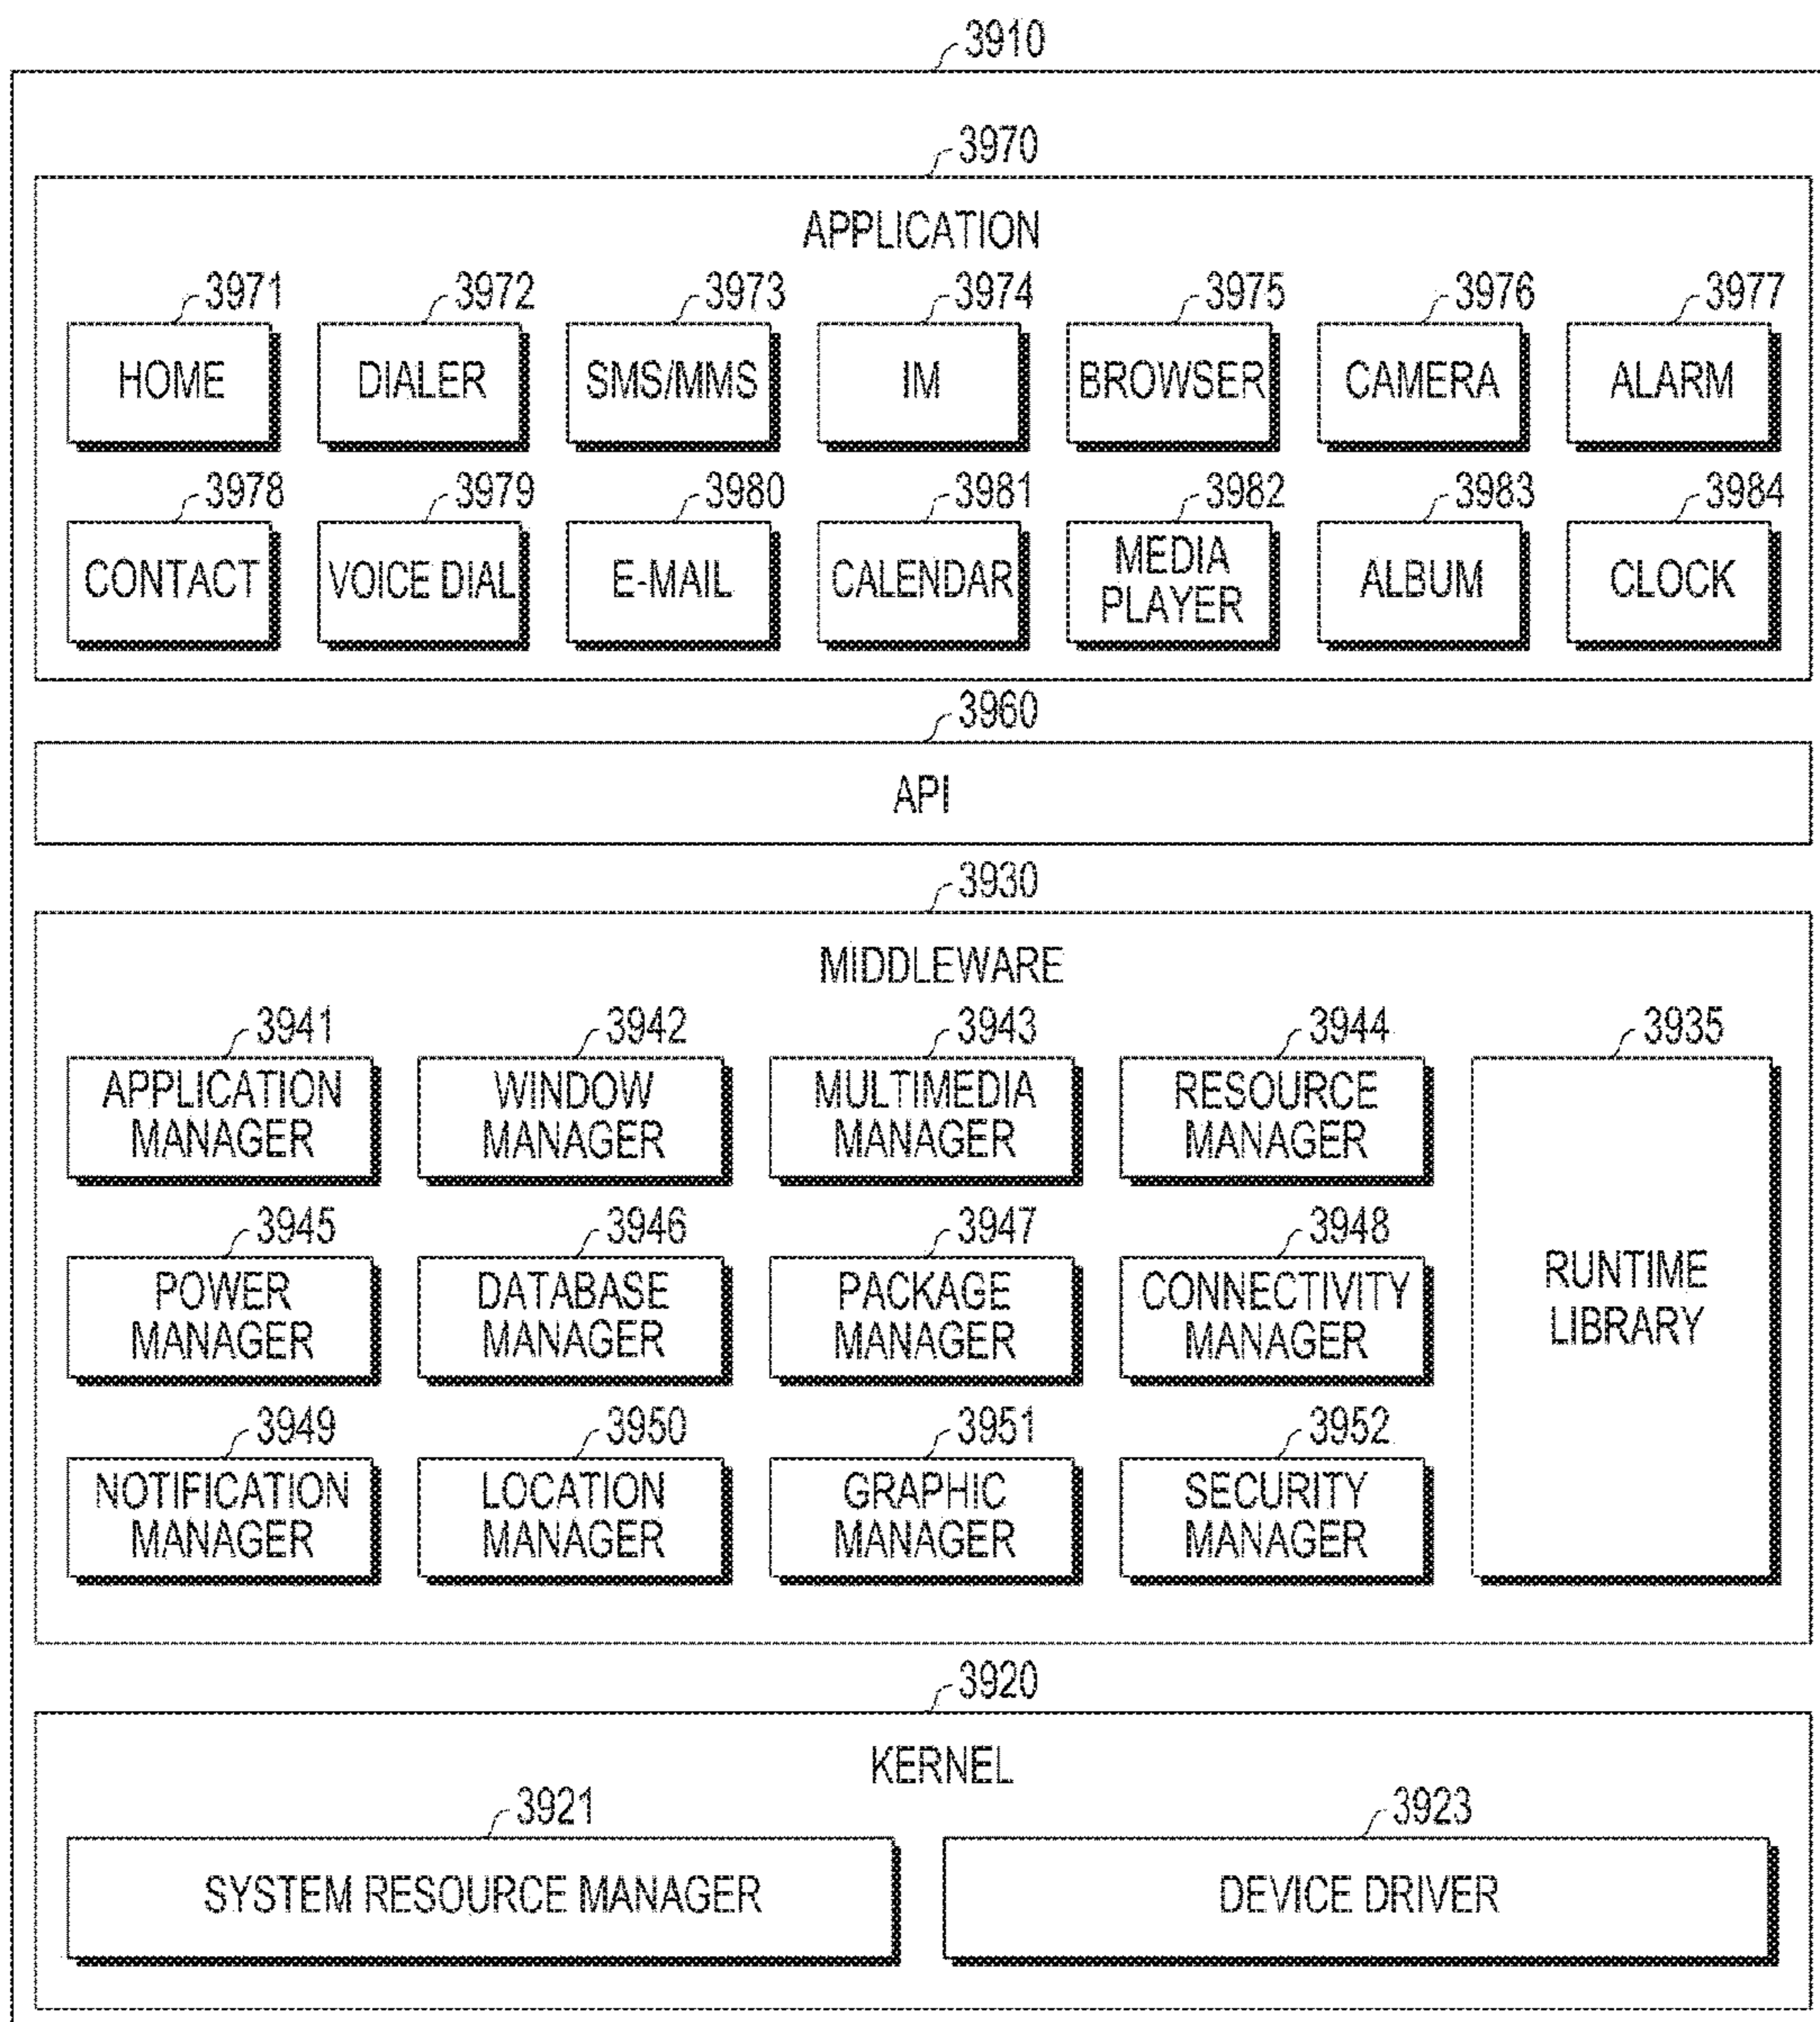 3910
3970
APPLICATION
3971 3972 3973 3974 3975 3976 3977
HOME DIALER SMS/MMS IM BROWSER CAMERA ALARM
3978 3979 3980 3981 3982 3983 3984
CONTACT VOICE DIAL E-MAIL CALENDAR MEDIA PLAYER ALBUM CLOCK
3960
API
3930
MIDDLEWARE
3941 3942 3943 3944 3935
APPLICATION MANAGER WINDOW MANAGER MULTIMEDIA MANAGER RESOURCE MANAGER
3945 3946 3947 3948
POWER MANAGER DATABASE MANAGER PACKAGE MANAGER CONNECTIVITY MANAGER RUNTIME LIBRARY
3949 3950 3951 3952
NOTIFICATION MANAGER LOCATION MANAGER GRAPHIC MANAGER SECURITY MANAGER
3920
KERNEL
3921 3923
SYSTEM RESOURCE MANAGER DEVICE DRIVER